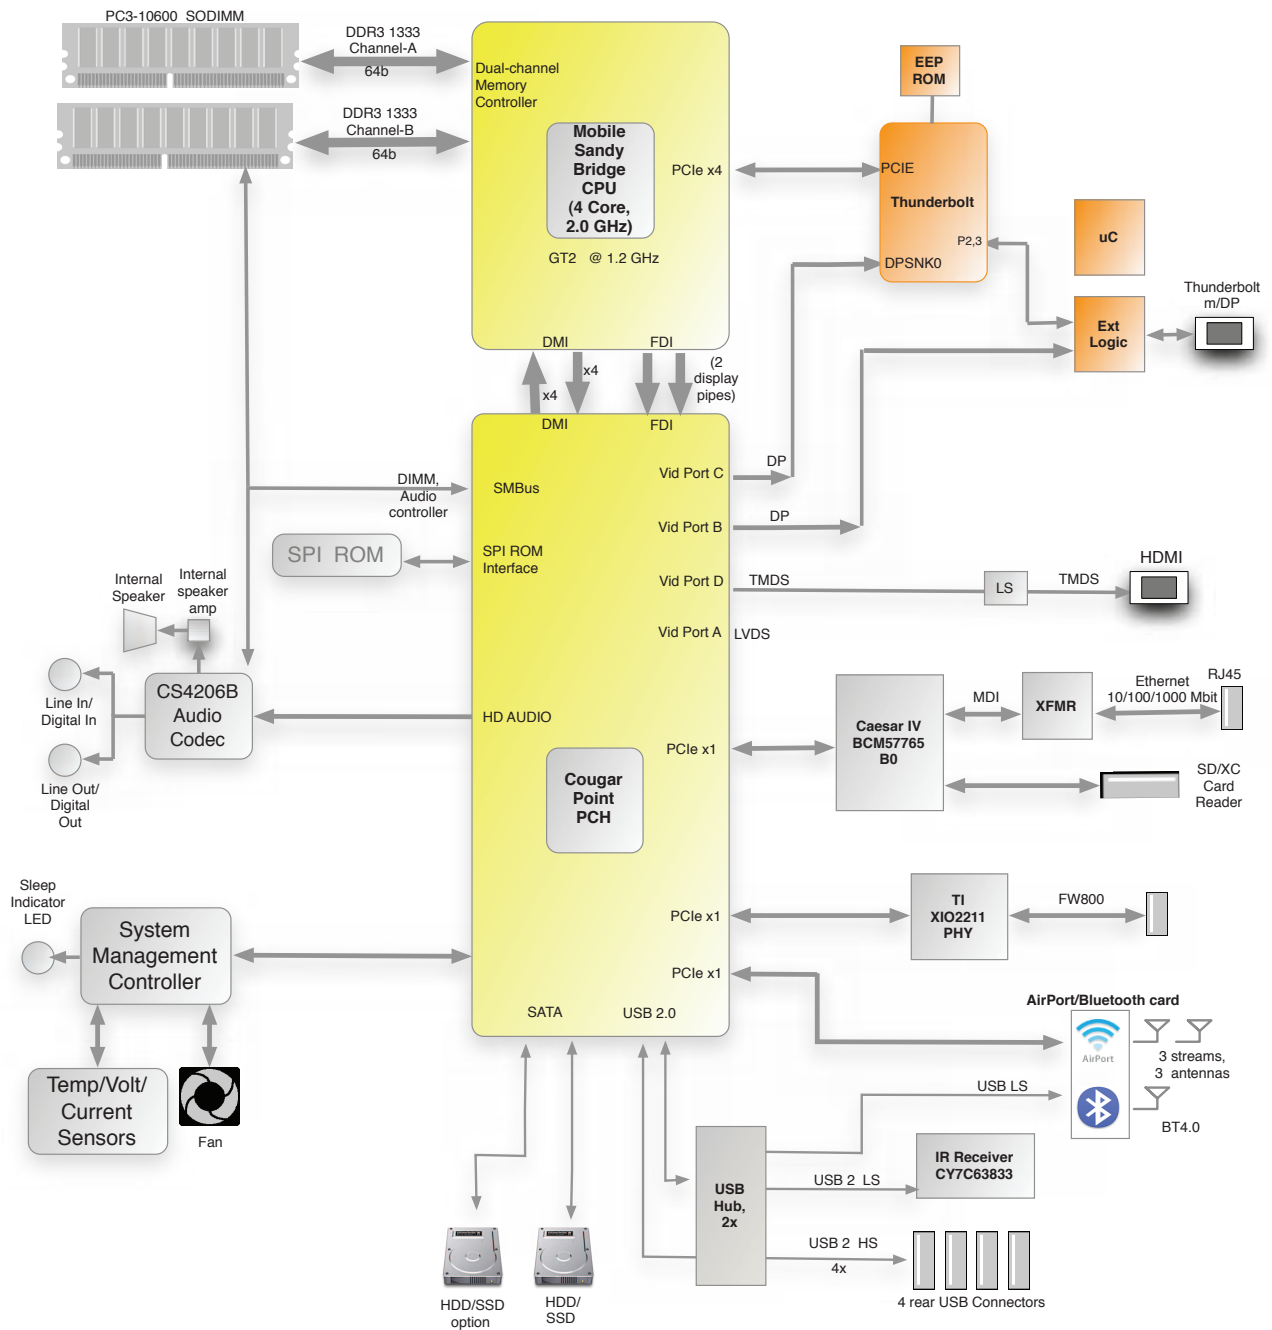 PC3-10600 SODIMM
DDR3 1333
Channel-A
64b
DDR3 1333
Channel-B
64b
Dual-channel
Memory
Controller
Mobile
Sandy
Bridge
CPU
(4 Core,
2.0 GHz)
GT2 @ 1.2 GHz
PCIe x4
EEP
ROM
PCIE
Thunderbolt
P2,3
DPSNK0
uC
Ext
Logic
Thunderbolt
m/DP
DMI
FDI
x4
x4
(2
display
pipes)
DMI
FDI
DIMM,
Audio
controller
SMBus
Vid Port C
DP
Vid Port B
DP
SPI ROM
SPI ROM
Interface
Vid Port D
TMDS
LS
TMDS
HDMI
Vid Port A
LVDS
Internal
Speaker
Internal
speaker
amp
Line In/
Digital In
CS4206B
Audio
Codec
HD AUDIO
Line Out/
Digital
Out
PCIe x1
Caesar IV
BCM57765
B0
MDI
XFMR
Ethernet
10/100/1000 Mbit
RJ45
SD/XC
Card
Reader
Cougar
Point
PCH
Sleep
Indicator
LED
System
Management
Controller
PCIe x1
TI
XIO2211
PHY
FW800
PCIe x1
SATA
USB 2.0
AirPort/Bluetooth card
AirPort
3 streams,
3 antennas
BT4.0
Temp/Volt/
Current
Sensors
Fan
USB LS
USB
Hub,
2x
USB 2 LS
IR Receiver
CY7C63833
USB 2 HS
4x
4 rear USB Connectors
HDD/SSD
option
HDD/
SSD